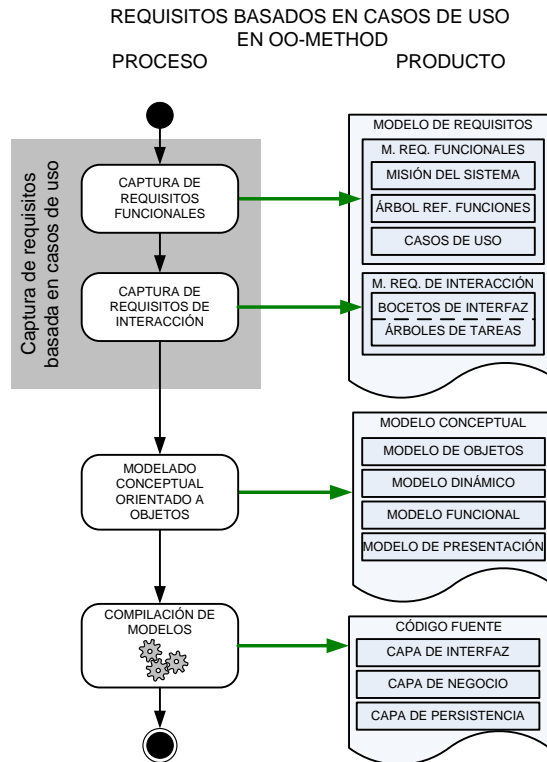 REQUISITOS BASADOS EN CASOS DE USO
EN OO-METHOD
PROCESO
PRODUCTO
Captura de requisitos
basada en casos de uso
CAPTURA DE
REQUISITOS
FUNCIONALES
CAPTURA DE
REQUISITOS DE
INTERACCIÓN
MODELADO
CONCEPTUAL
ORIENTADO A
OBJETOS
COMPILACIÓN DE
MODELOS
MODELO DE REQUISITOS
M. REQ. FUNCIONALES
MISIÓN DEL SISTEMA
ÁRBOL REF. FUNCIONES
CASOS DE USO
M. REQ. DE INTERACCIÓN
BOCETOS DE INTERFAZ
ÁRBOLES DE TAREAS
MODELO CONCEPTUAL
MODELO DE OBJETOS
MODELO DINÁMICO
MODELO FUNCIONAL
MODELO DE PRESENTACIÓN
CÓDIGO FUENTE
CAPA DE INTERFAZ
CAPA DE NEGOCIO
CAPA DE PERSISTENCIA